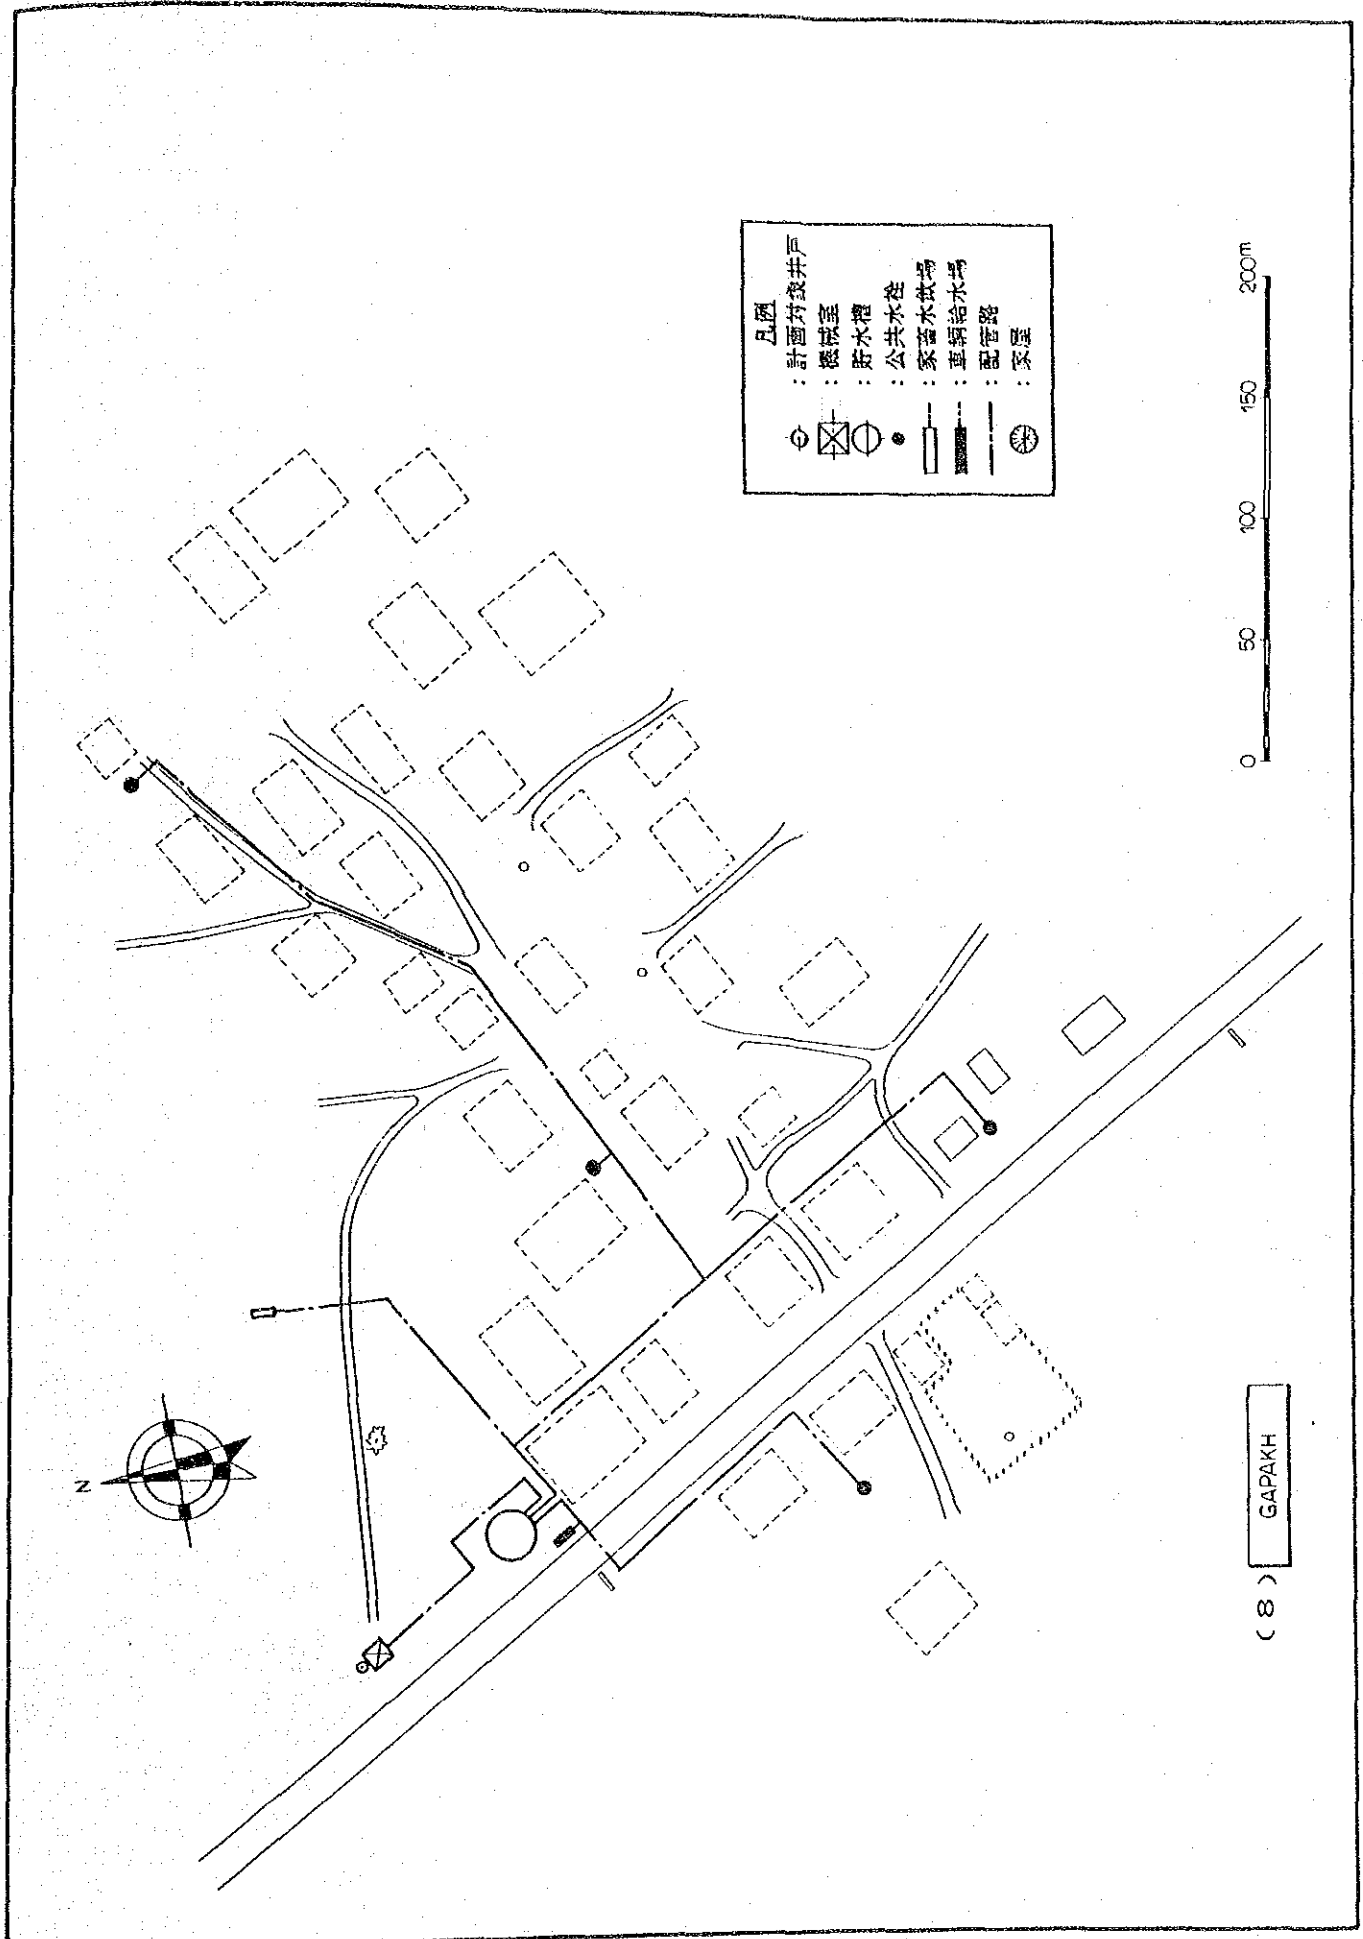 凡例
：計画対象井戸
：機械室
：貯水槽
：公共水栓
：家畜水飲場
：車輌給水場
：配管路
：家屋
N
0 50 100 150 200m
(8) GARAKH